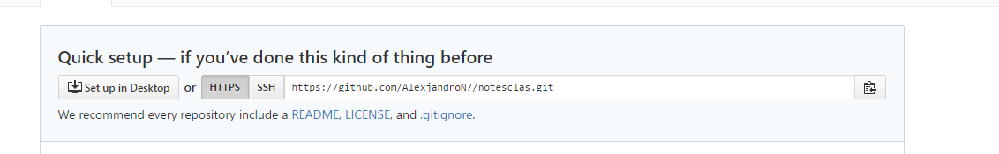 Quick setup — if you’ve done this kind of thing before
Set up in Desktop or HTTPS SSH https://github.com/AlexjandroN7/notesclas.git
We recommend every repository include a README, LICENSE, and .gitignore.